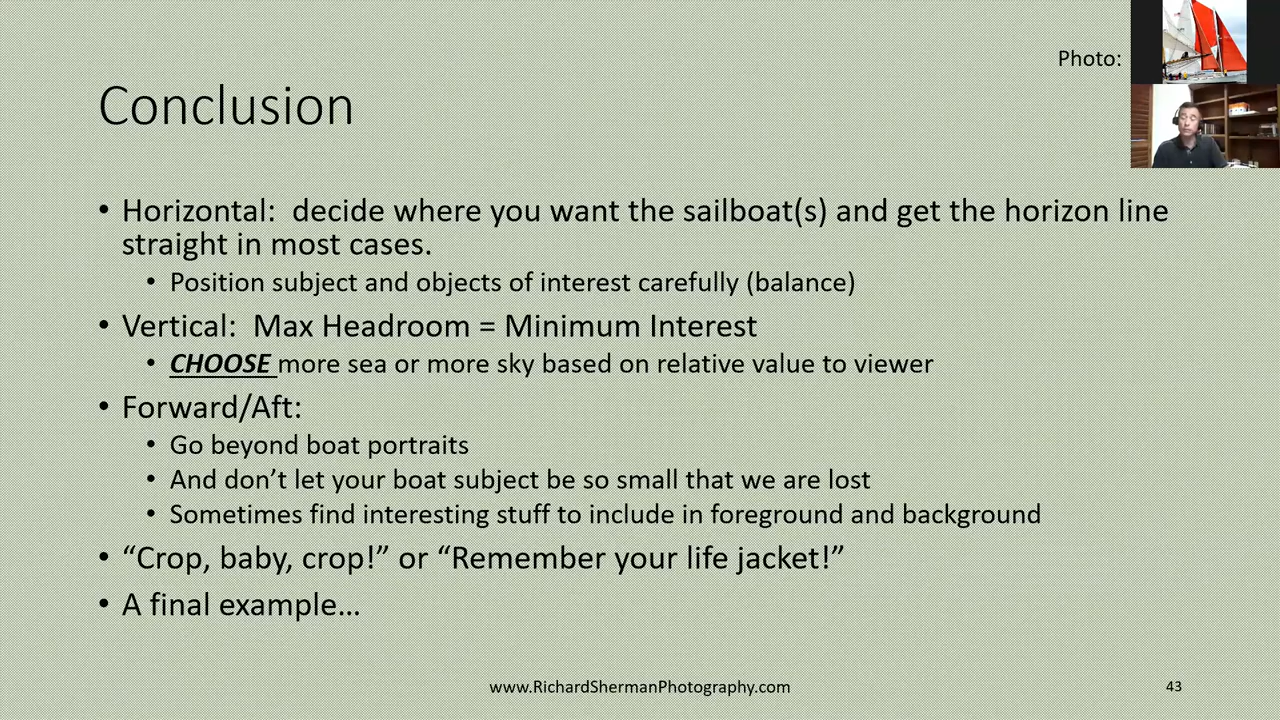 Photo:
Conclusion
• Horizontal:  decide where you want the sailboat(s) and get the horizon line
straight in most cases.
• Position subject and objects of interest carefully (balance)
• Vertical:  Max Headroom = Minimum Interest
• CHOOSE more sea or more sky based on relative value to viewer
• Forward/Aft:
• Go beyond boat portraits
• And don’t let your boat subject be so small that we are lost
• Sometimes find interesting stuff to include in foreground and background
• “Crop, baby, crop!” or “Remember your life jacket!”
• A final example…
www.RichardShermanPhotography.com
43